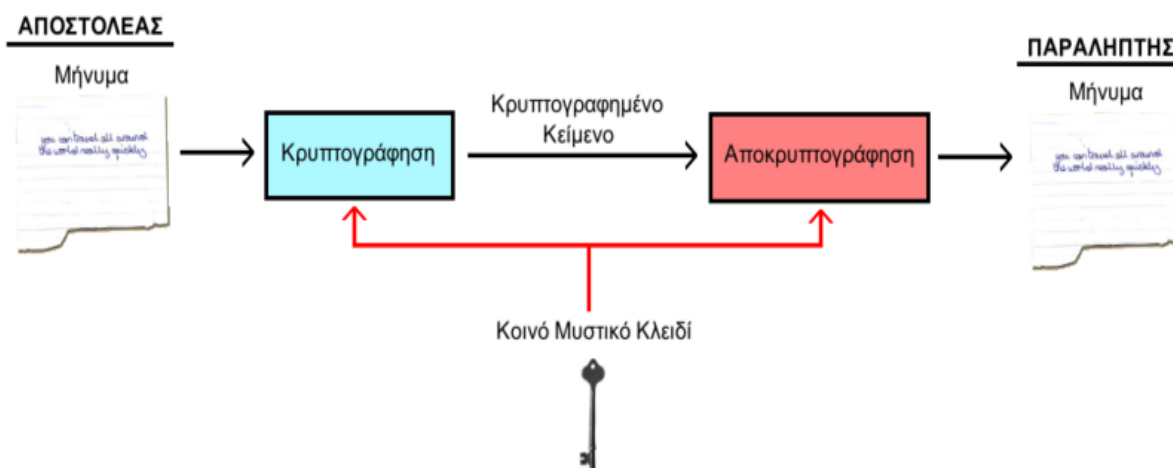 ΑΠΟΣΤΟΛΕΑΣ
Μήνυμα
you can travel all around
the world really quickly
Κρυπτογράφηση
Κρυπτογραφημένο
Κείμενο
Αποκρυπτογράφηση
ΠΑΡΑΛΗΠΤΗΣ
Μήνυμα
you can travel all around
the world really quickly
Κοινό Μυστικό Κλειδί